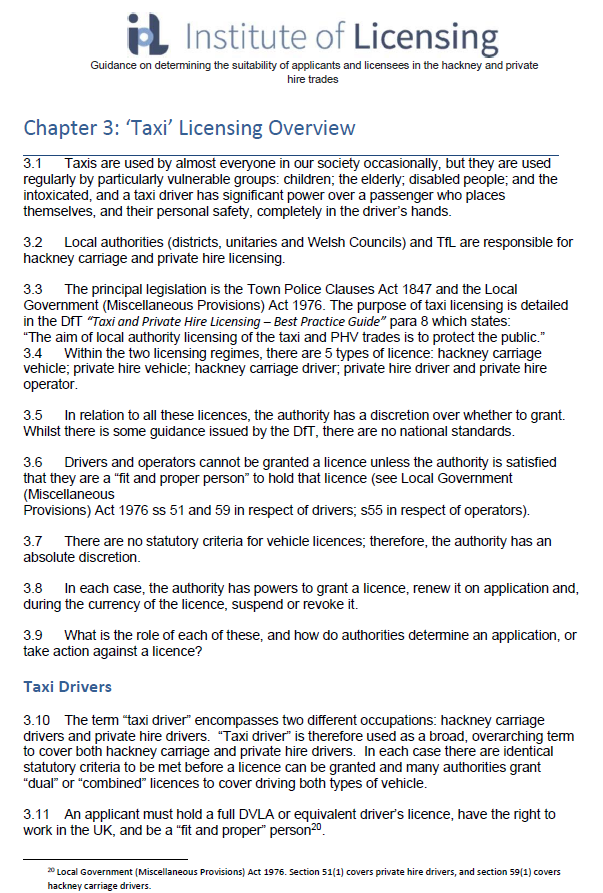 ioL Institute of Licensing
Guidance on determining the suitability of applicants and licensees in the hackney and private
hire trades
Chapter 3: ‘Taxi’ Licensing Overview
3.1 Taxis are used by almost everyone in our society occasionally, but they are used
regularly by particularly vulnerable groups: children; the elderly; disabled people; and the
intoxicated, and a taxi driver has significant power over a passenger who places
themselves, and their personal safety, completely in the driver’s hands.
3.2 Local authorities (districts, unitaries and Welsh Councils) and TfL are responsible for
hackney carriage and private hire licensing.
3.3 The principal legislation is the Town Police Clauses Act 1847 and the Local
Government (Miscellaneous Provisions) Act 1976. The purpose of taxi licensing is detailed
in the DfT “Taxi and Private Hire Licensing – Best Practice Guide” para 8 which states:
“The aim of local authority licensing of the taxi and PHV trades is to protect the public.”
3.4 Within the two licensing regimes, there are 5 types of licence: hackney carriage
vehicle; private hire vehicle; hackney carriage driver; private hire driver and private hire
operator.
3.5 In relation to all these licences, the authority has a discretion over whether to grant.
Whilst there is some guidance issued by the DfT, there are no national standards.
3.6 Drivers and operators cannot be granted a licence unless the authority is satisfied
that they are a “fit and proper person” to hold that licence (see Local Government
(Miscellaneous
Provisions) Act 1976 ss 51 and 59 in respect of drivers; s55 in respect of operators).
3.7 There are no statutory criteria for vehicle licences; therefore, the authority has an
absolute discretion.
3.8 In each case, the authority has powers to grant a licence, renew it on application and,
during the currency of the licence, suspend or revoke it.
3.9 What is the role of each of these, and how do authorities determine an application, or
take action against a licence?
Taxi Drivers
3.10 The term “taxi driver” encompasses two different occupations: hackney carriage
drivers and private hire drivers. “Taxi driver” is therefore used as a broad, overarching term
to cover both hackney carriage and private hire drivers. In each case there are identical
statutory criteria to be met before a licence can be granted and many authorities grant
“dual” or “combined” licences to cover driving both types of vehicle.
3.11 An applicant must hold a full DVLA or equivalent driver’s licence, have the right to
work in the UK, and be a “fit and proper” person20.
20 Local Government (Miscellaneous Provisions) Act 1976. Section 51(1) covers private hire drivers, and section 59(1) covers
hackney carriage drivers.